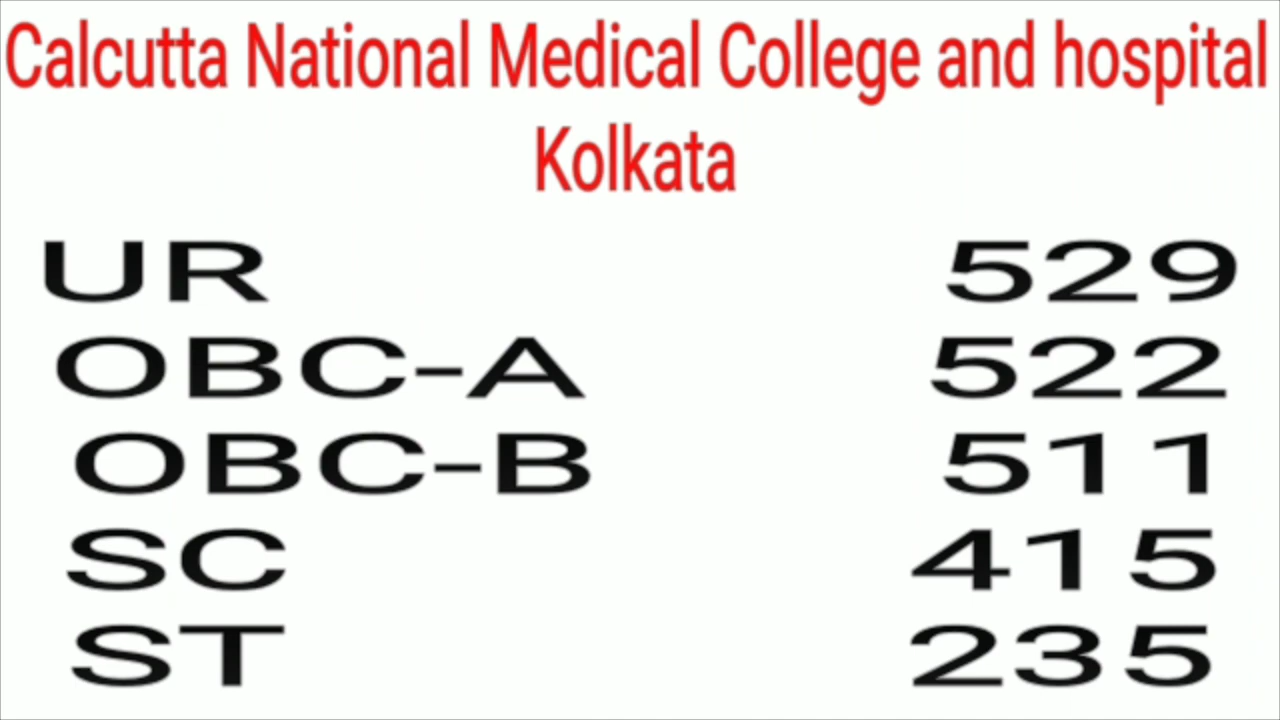 Calcutta National Medical College and hospital
Kolkata
UR 529
OBC-A 522
OBC-B 511
SC 415
ST 235